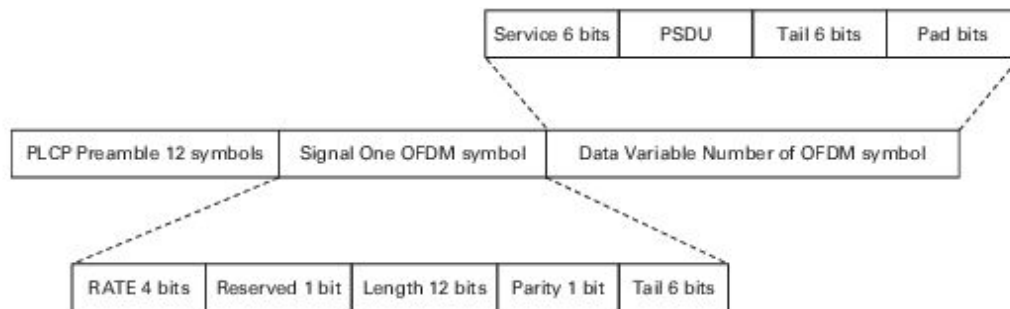 Service 6 bits PSDU Tail 6 bits Pad bits
PLCP Preamble 12 symbols Signal One OFDM symbol Data Variable Number of OFDM symbol
RATE 4 bits Reserved 1 bit Length 12 bits Parity 1 bit Tail 6 bits